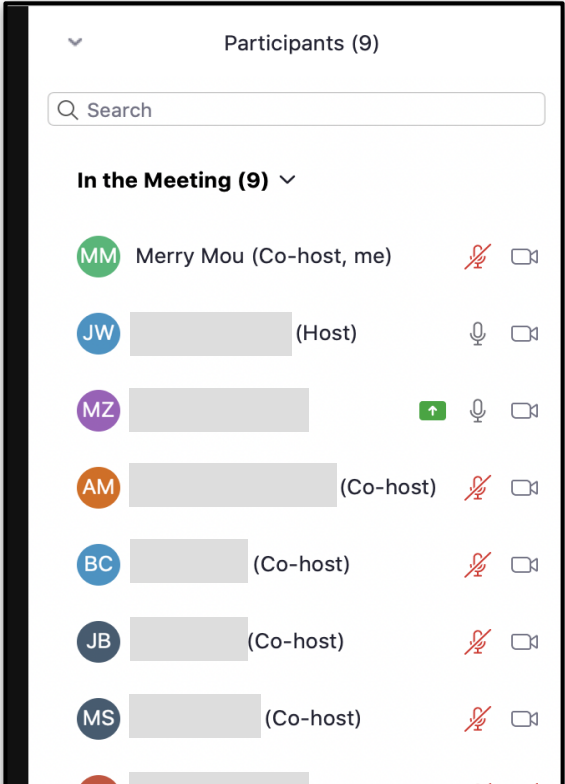 Participants (9)
Search
In the Meeting (9)
MM Merry Mou (Co-host, me)
JW (Host)
MZ
AM (Co-host)
BC (Co-host)
JB (Co-host)
MS (Co-host)